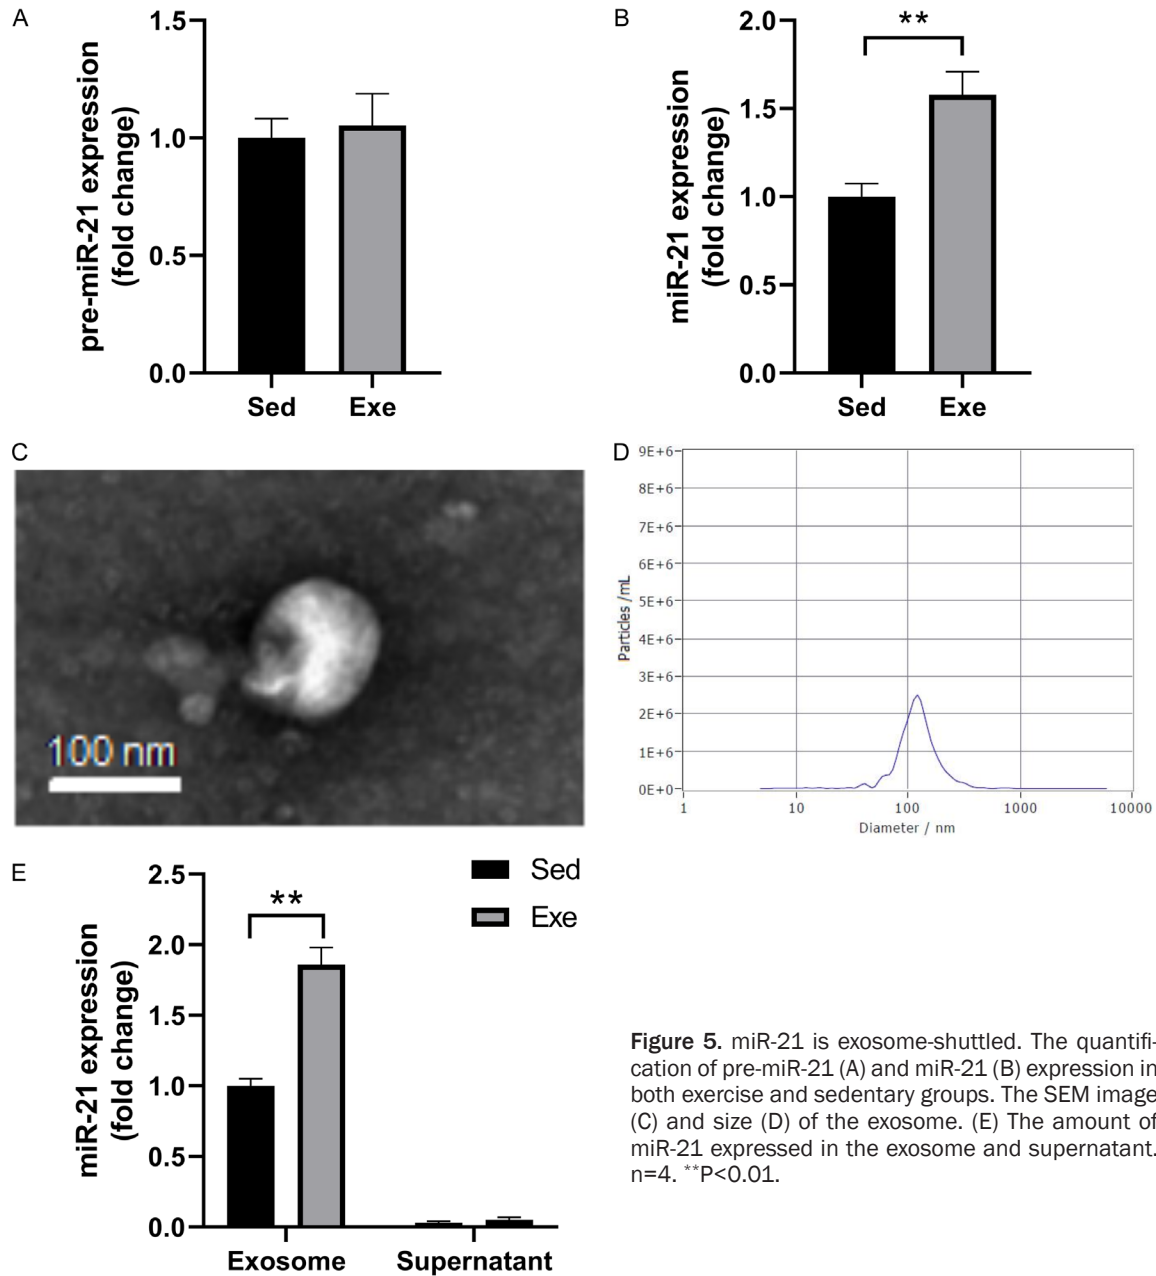 A
pre-miR-21 expression
(fold change)
1.5
1.0
0.5
0.0
Sed Exe
B
miR-21 expression
(fold change)
2.0
1.5
1.0
0.5
0.0
**
Sed Exe
C
100 nm
D
Particles /mL
9E+6
8E+6
7E+6
6E+6
5E+6
4E+6
3E+6
2E+6
1E+6
0E+0
1 10 100 1000 10000
Diameter / nm
E
miR-21 expression
(fold change)
2.5
2.0
1.5
1.0
0.5
0.0
**
Sed
Exe
Exosome Supernatant
Figure 5. miR-21 is exosome-shuttled. The quantifi-
cation of pre-miR-21 (A) and miR-21 (B) expression in
both exercise and sedentary groups. The SEM image
(C) and size (D) of the exosome. (E) The amount of
miR-21 expressed in the exosome and supernatant.
n=4. **P<0.01.